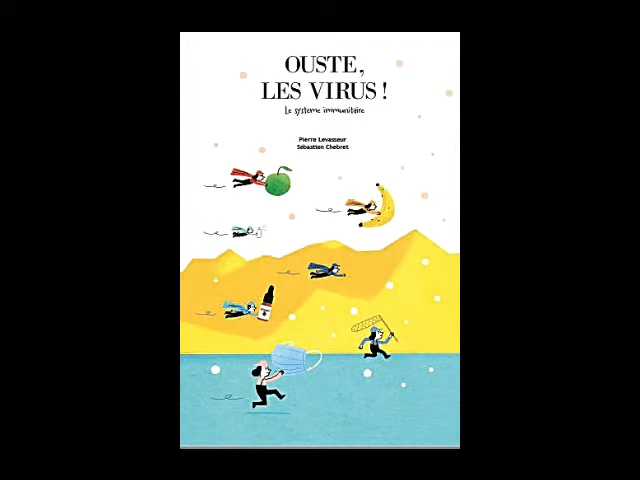 OUSTE,
LES VIRUS !
Le système immunitaire
Pierre Levasseur
Sébastien Chebret